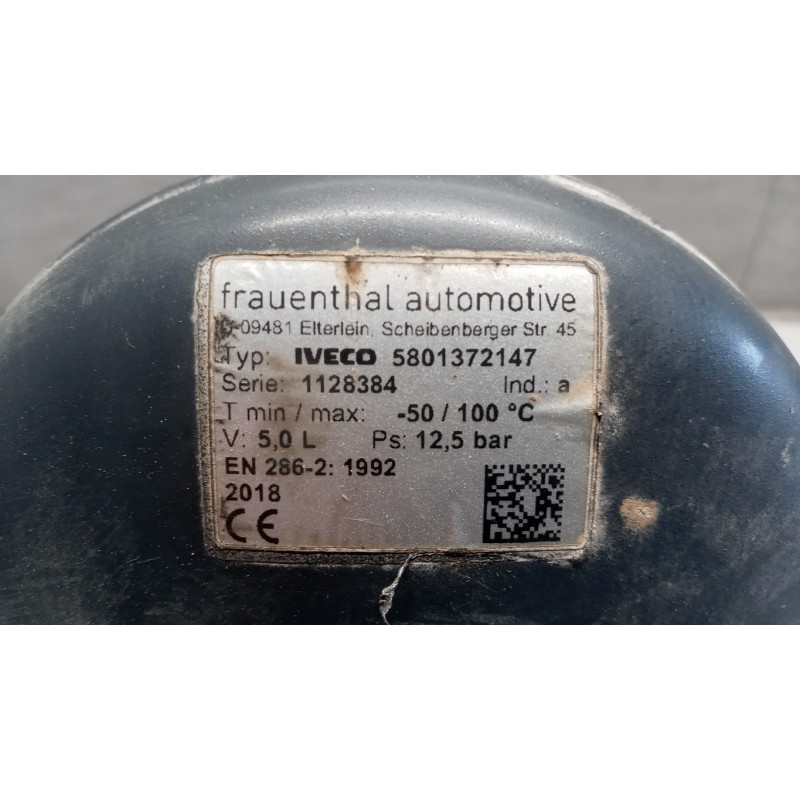 frauenthal automotive
D-09481 Elterlein, Scheibenberger Str. 45
Typ: IVECO 5801372147
Serie: 1128384 Ind.: a
T min / max: -50 / 100 °C
V: 5,0 L Ps: 12,5 bar
EN 286-2: 1992
2018
CE